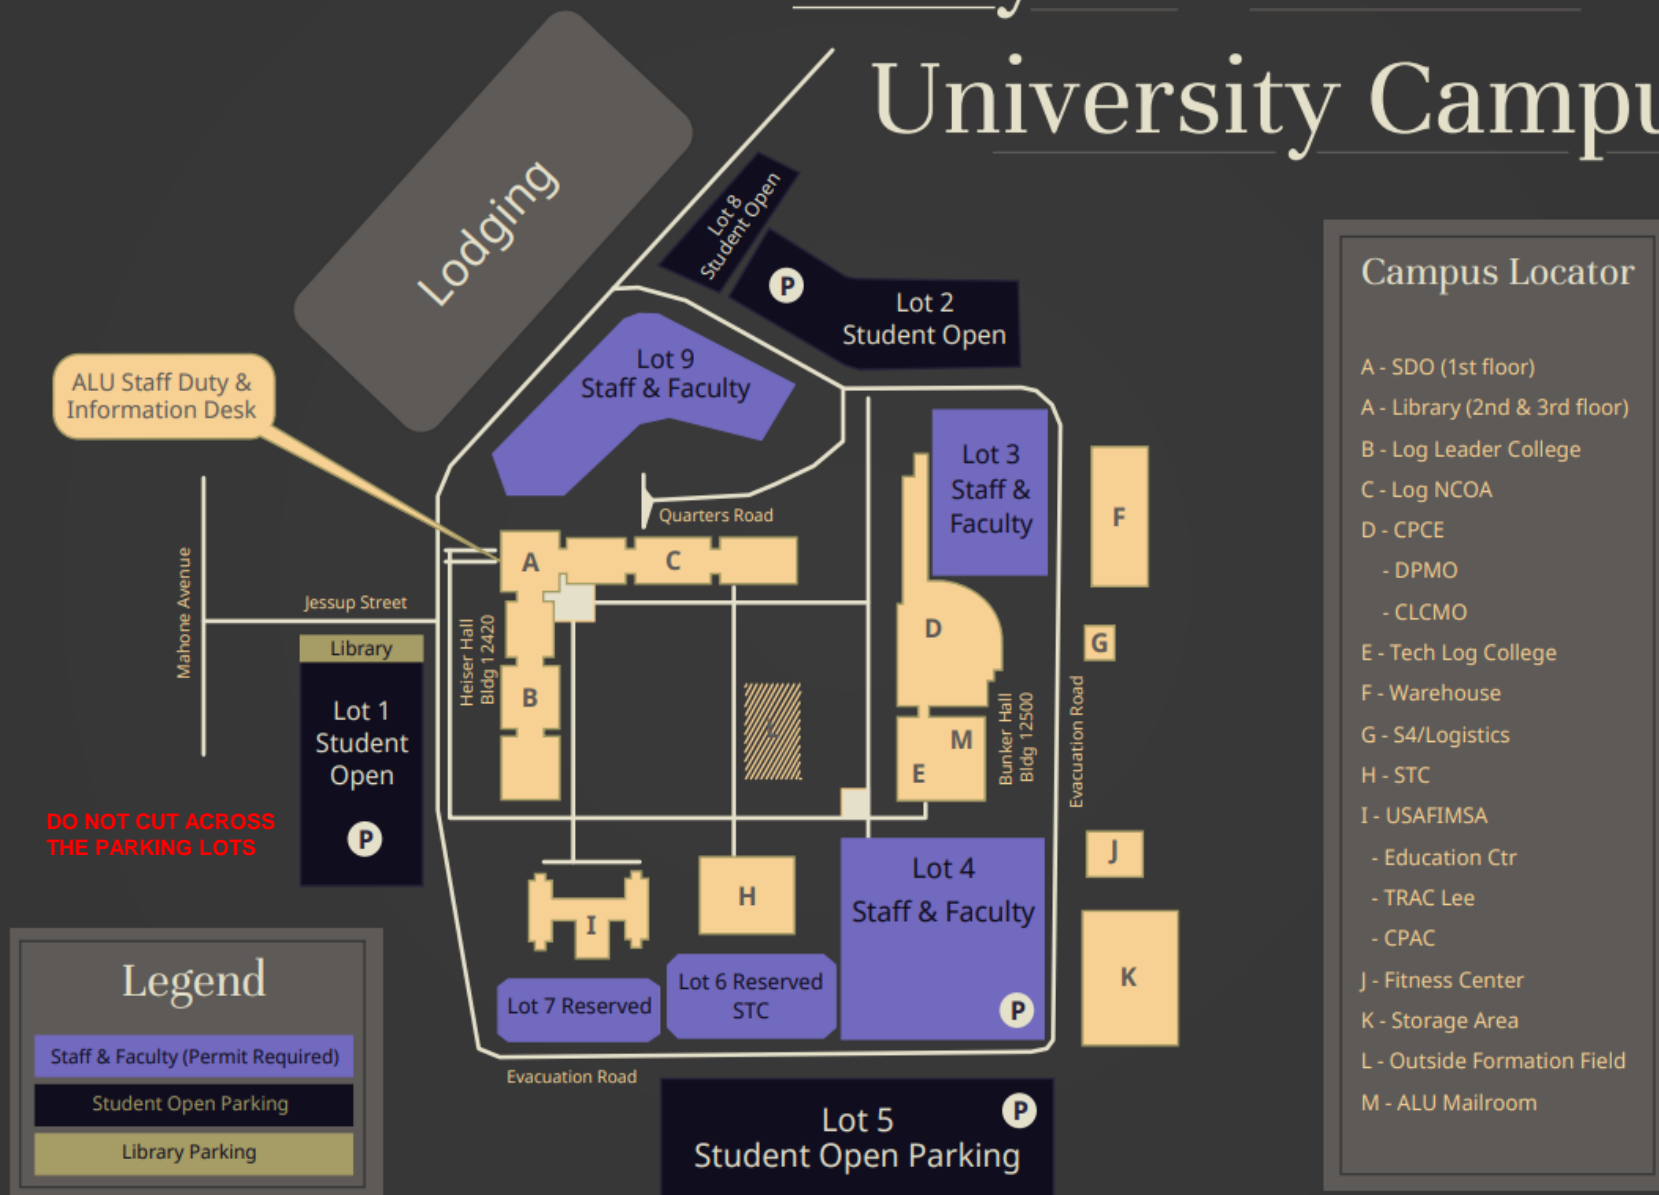 University Campu
Lodging
Lot 8
Student Open
P
Lot 2
Student Open
Lot 9
Staff & Faculty
ALU Staff Duty &
Information Desk
Lot 3
Staff &
Faculty
F
Quarters Road
A
C
Mahone Avenue
Jessup Street
Heiser Hall
Bldg 12420
Library
Lot 1
Student
Open
P
B
D
G
L
M
E
Bunker Hall
Bldg 12500
Evacuation Road
DO NOT CUT ACROSS
THE PARKING LOTS
J
Lot 4
Staff & Faculty
P
H
I
K
Lot 7 Reserved
Lot 6 Reserved
STC
Evacuation Road
Lot 5
Student Open Parking
P
Legend
Staff & Faculty (Permit Required)
Student Open Parking
Library Parking
Campus Locator
A - SDO (1st floor)
A - Library (2nd & 3rd floor)
B - Log Leader College
C - Log NCOA
D - CPCE
- DPMO
- CLCMO
E - Tech Log College
F - Warehouse
G - S4/Logistics
H - STC
I - USAFIMSA
- Education Ctr
- TRAC Lee
- CPAC
J - Fitness Center
K - Storage Area
L - Outside Formation Field
M - ALU Mailroom